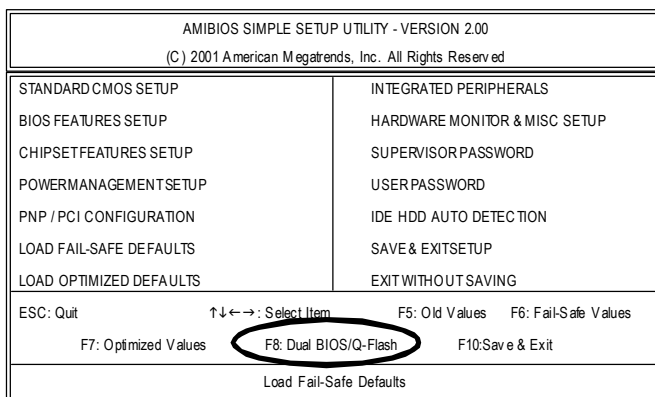 AMIBIOS SIMPLE SETUP UTILITY - VERSION 2.00
(C) 2001 American Megatrends, Inc. All Rights Reserved
STANDARD CMOS SETUP
INTEGRATED PERIPHERALS
BIOS FEATURES SETUP
HARDWARE MONITOR & MISC SETUP
CHIPSET FEATURES SETUP
SUPERVISOR PASSWORD
POWER MANAGEMENT SETUP
USER PASSWORD
PNP / PCI CONFIGURATION
IDE HDD AUTO DETECTION
LOAD FAIL-SAFE DEFAULTS
SAVE & EXIT SETUP
LOAD OPTIMIZED DEFAULTS
EXIT WITHOUT SAVING
ESC: Quit ↑↓←→: Select Item F5: Old Values F6: Fail-Safe Values
F7: Optimized Values F8: Dual BIOS/Q-Flash F10:Save & Exit
Load Fail-Safe Defaults